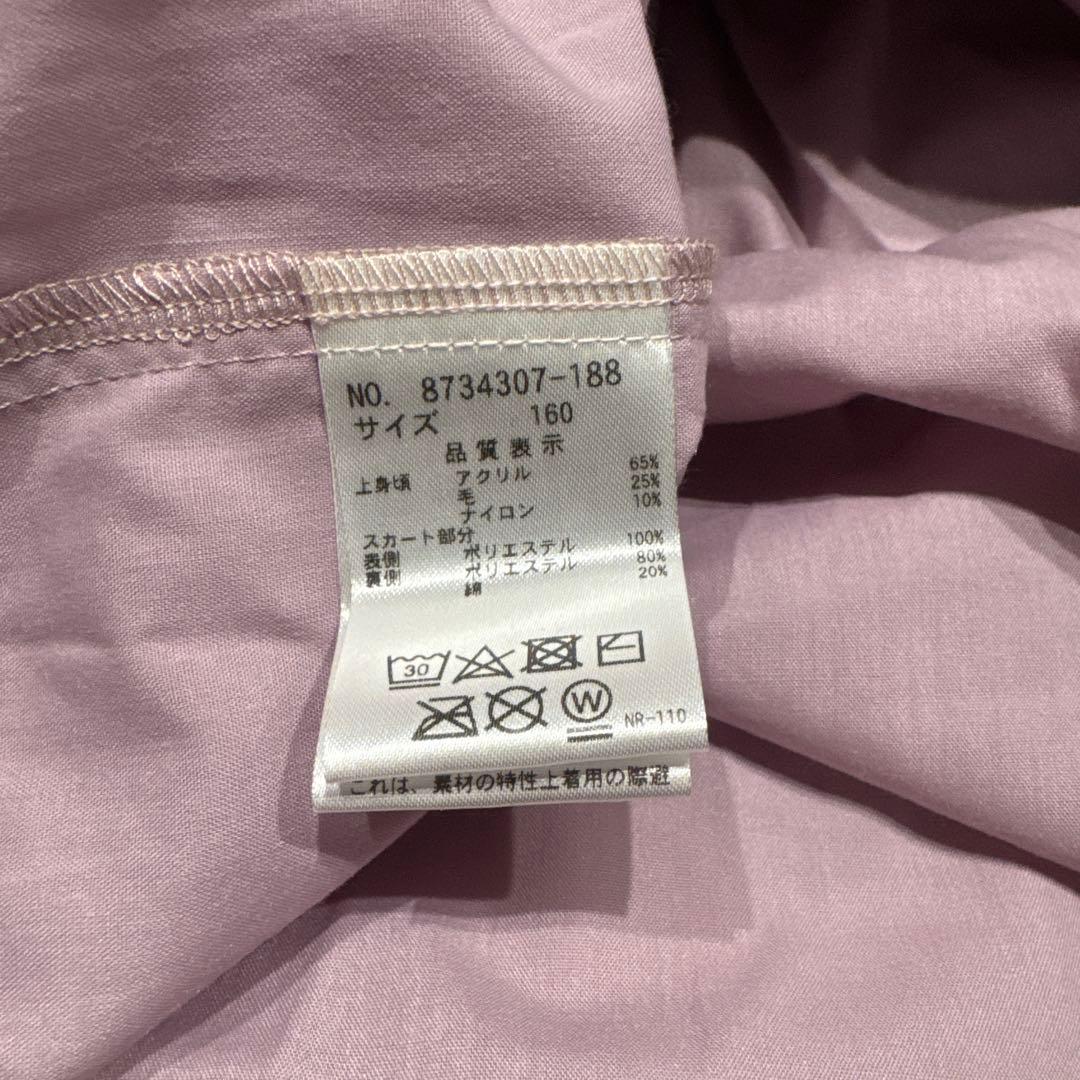 NO. 8734307-188
サイズ 160
品質表示
上身頃 アクリル 65%
毛 25%
ナイロン 10%
スカート部分
表側 ポリエステル 100%
裏側 ポリエステル 80%
綿 20%
30
W
NR-110
これは、素材の特性上着用の際避